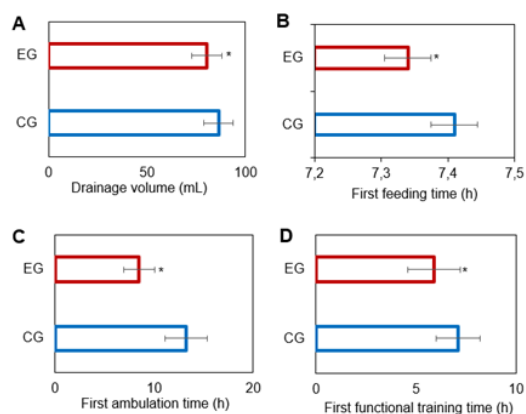 A
EG
*
CG
0
50
100
Drainage volume (mL)
B
EG
*
CG
7,2
7,3
7,4
7,5
First feeding time (h)
C
EG
*
CG
0
10
20
First ambulation time (h)
D
EG
*
CG
0
5
10
First functional training time (h)